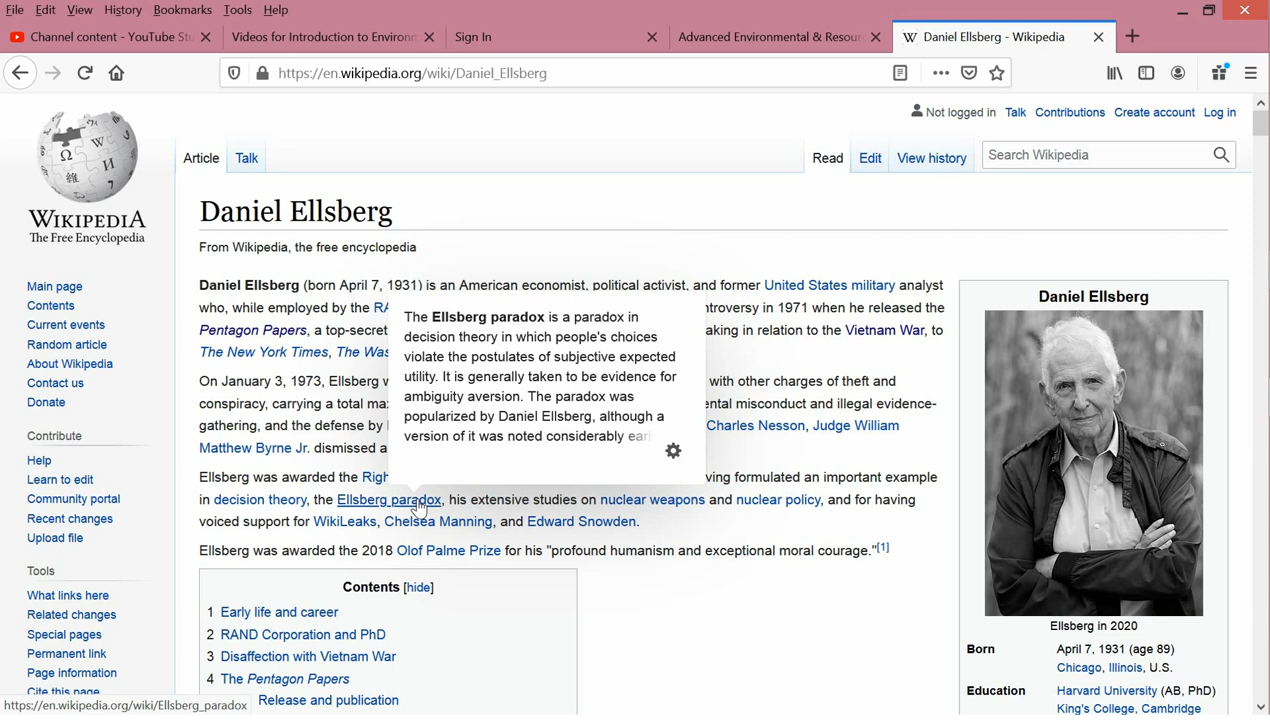 File Edit View History Bookmarks Tools Help
Channel content - YouTube Stu
Videos for Introduction to Environm
Sign In
Advanced Environmental & Resour
Daniel Ellsberg - Wikipedia
https://en.wikipedia.org/wiki/Daniel_Ellsberg
Not logged in Talk Contributions Create account Log in
WIKIPEDIA
The Free Encyclopedia
Article Talk
Read Edit View history
Search Wikipedia
Main page
Contents
Current events
Random article
About Wikipedia
Contact us
Donate
Contribute
Help
Learn to edit
Community portal
Recent changes
Upload file
Tools
What links here
Related changes
Special pages
Permanent link
Page information
Cite this page
Daniel Ellsberg
From Wikipedia, the free encyclopedia
Daniel Ellsberg (born April 7, 1931) is an American economist, political activist, and former United States military analyst
who, while employed by the RA
ntroversy in 1971 when he released the
Pentagon Papers, a top-secret
aking in relation to the Vietnam War, to
The New York Times, The Was
On January 3, 1973, Ellsberg w
with other charges of theft and
conspiracy, carrying a total max
ental misconduct and illegal evidence-
gathering, and the defense by
Charles Nesson, Judge William
Matthew Byrne Jr. dismissed a
Ellsberg was awarded the Righ
ving formulated an important example
in decision theory, the Ellsberg paradox, his extensive studies on nuclear weapons and nuclear policy, and for having
voiced support for WikiLeaks, Chelsea Manning, and Edward Snowden.
Ellsberg was awarded the 2018 Olof Palme Prize for his "profound humanism and exceptional moral courage."[1]
The Ellsberg paradox is a paradox in
decision theory in which people's choices
violate the postulates of subjective expected
utility. It is generally taken to be evidence for
ambiguity aversion. The paradox was
popularized by Daniel Ellsberg, although a
version of it was noted considerably earl
Contents [hide]
1 Early life and career
2 RAND Corporation and PhD
3 Disaffection with Vietnam War
4 The Pentagon Papers
Release and publication
Daniel Ellsberg
Ellsberg in 2020
Born April 7, 1931 (age 89)
Chicago, Illinois, U.S.
Education Harvard University (AB, PhD)
King's College, Cambridge
https://en.wikipedia.org/wiki/Ellsberg_paradox